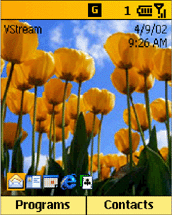 G 1
VStream 4/9/02
9:26 AM
Programs Contacts